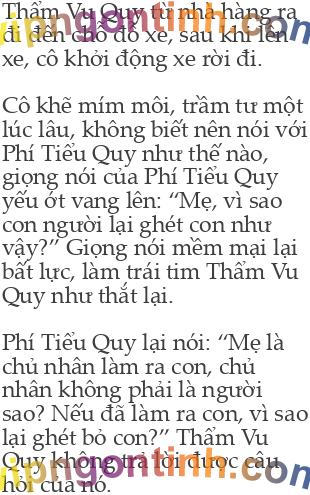 Thẩm Vu Quy từ nhà hàng ra
đi đến chỗ đỗ xe, sau khi lên
xe, cô khởi động xe rời đi.
Cô khẽ mím môi, trầm tư một
lúc lâu, không biết nên nói với
Phí Tiểu Quy như thế nào,
giọng nói của Phí Tiểu Quy
yếu ớt vang lên: “Mẹ, vì sao
con người lại ghét con như
vậy?” Giọng nói mềm mại lại
bất lực, làm trái tim Thẩm Vu
Quy như thắt lại.
Phí Tiểu Quy lại nói: “Mẹ là
chủ nhân làm ra con, chủ
nhân không phải là người
sao? Nếu đã làm ra con, vì sao
lại ghét bỏ con?” Thẩm Vu
Quy không trả lời được câu
hỏi của nó.